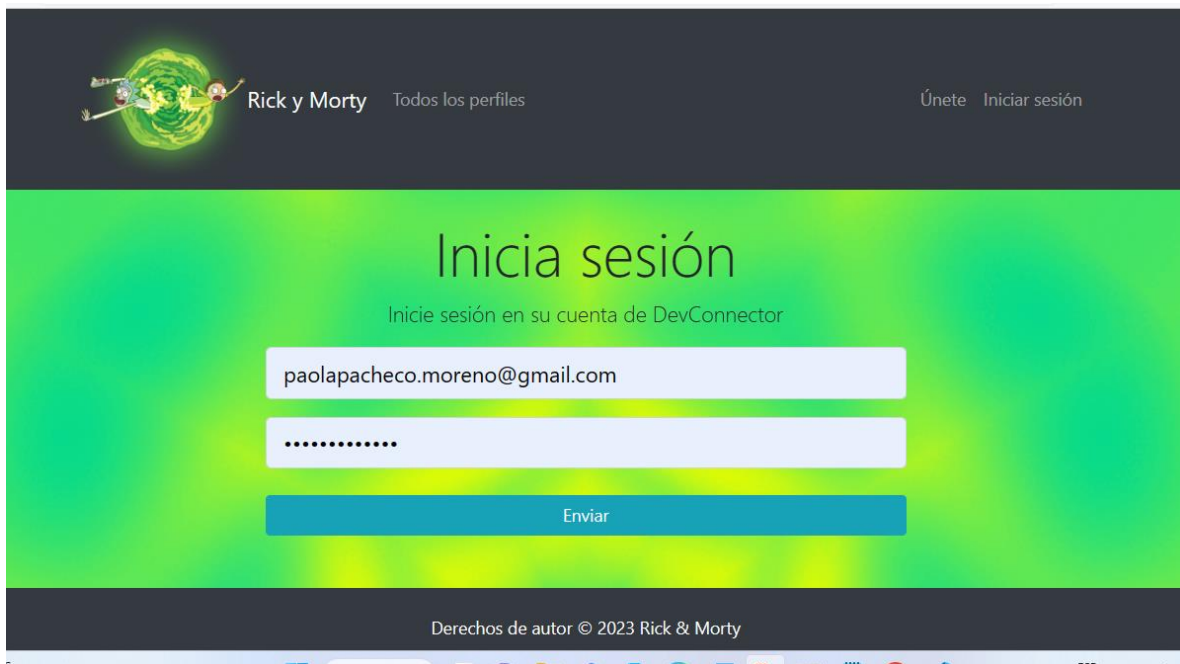 Rick y Morty Todos los perfiles Únete Iniciar sesión
Inicia sesión
Inicie sesión en su cuenta de DevConnector
paolapacheco.moreno@gmail.com
•••••••••••••
Enviar
Derechos de autor © 2023 Rick & Morty